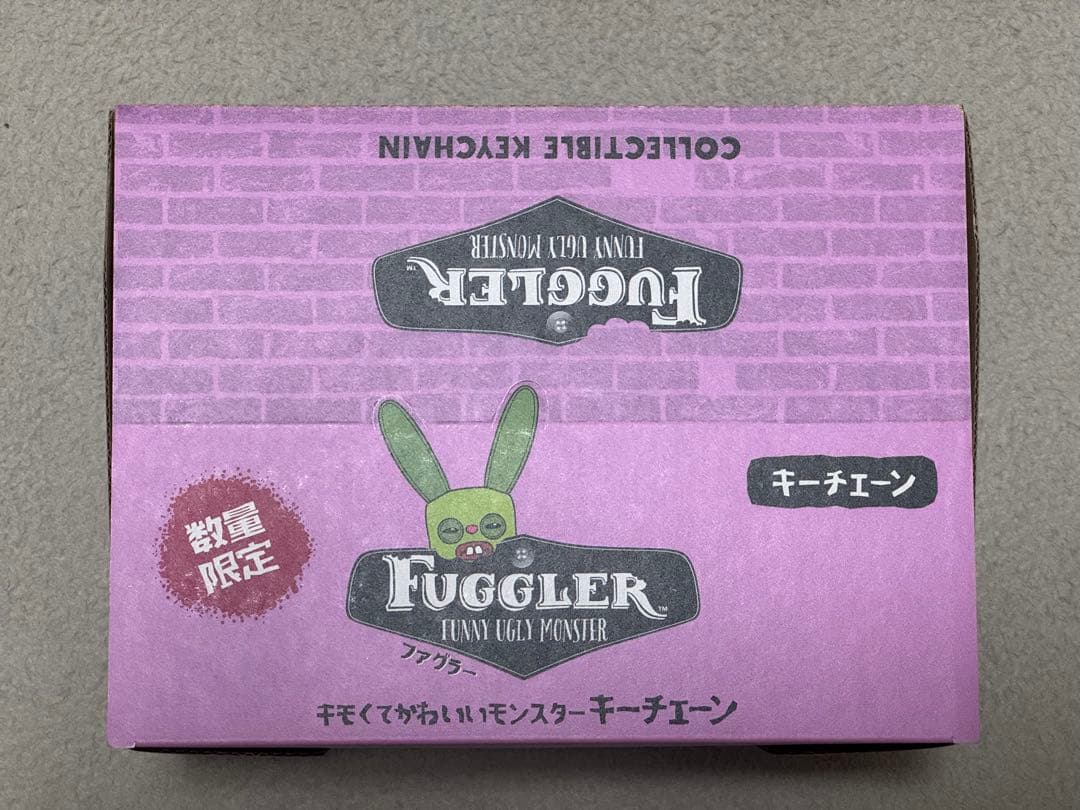 COLLECTIBLE KEYCHAIN
FUGGLER™
FUNNY UGLY MONSTER
キーチェーン
数量
限定
FUGGLER™
FUNNY UGLY MONSTER
ファグラー
キモくてかわいいモンスターキーチェーン